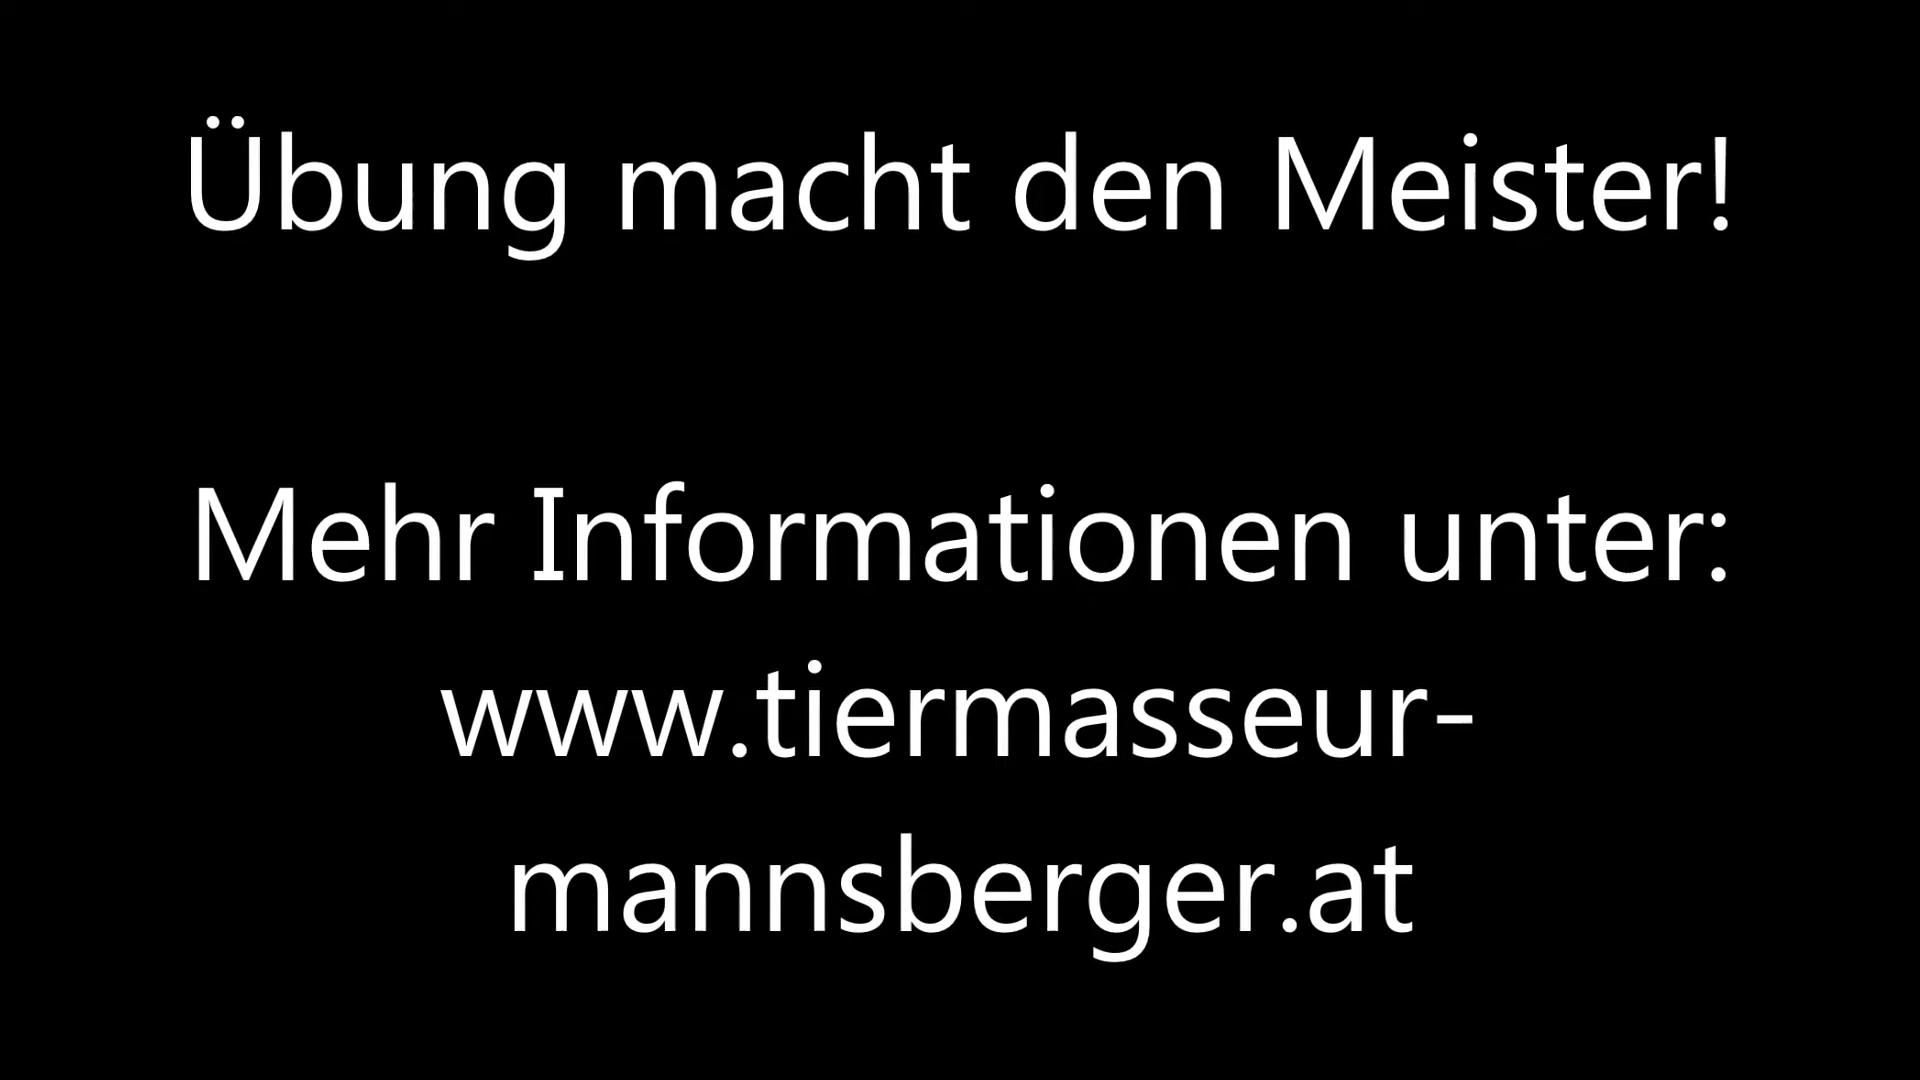 Übung macht den Meister!
Mehr Informationen unter:
www.tiermasseur-
mannsberger.at